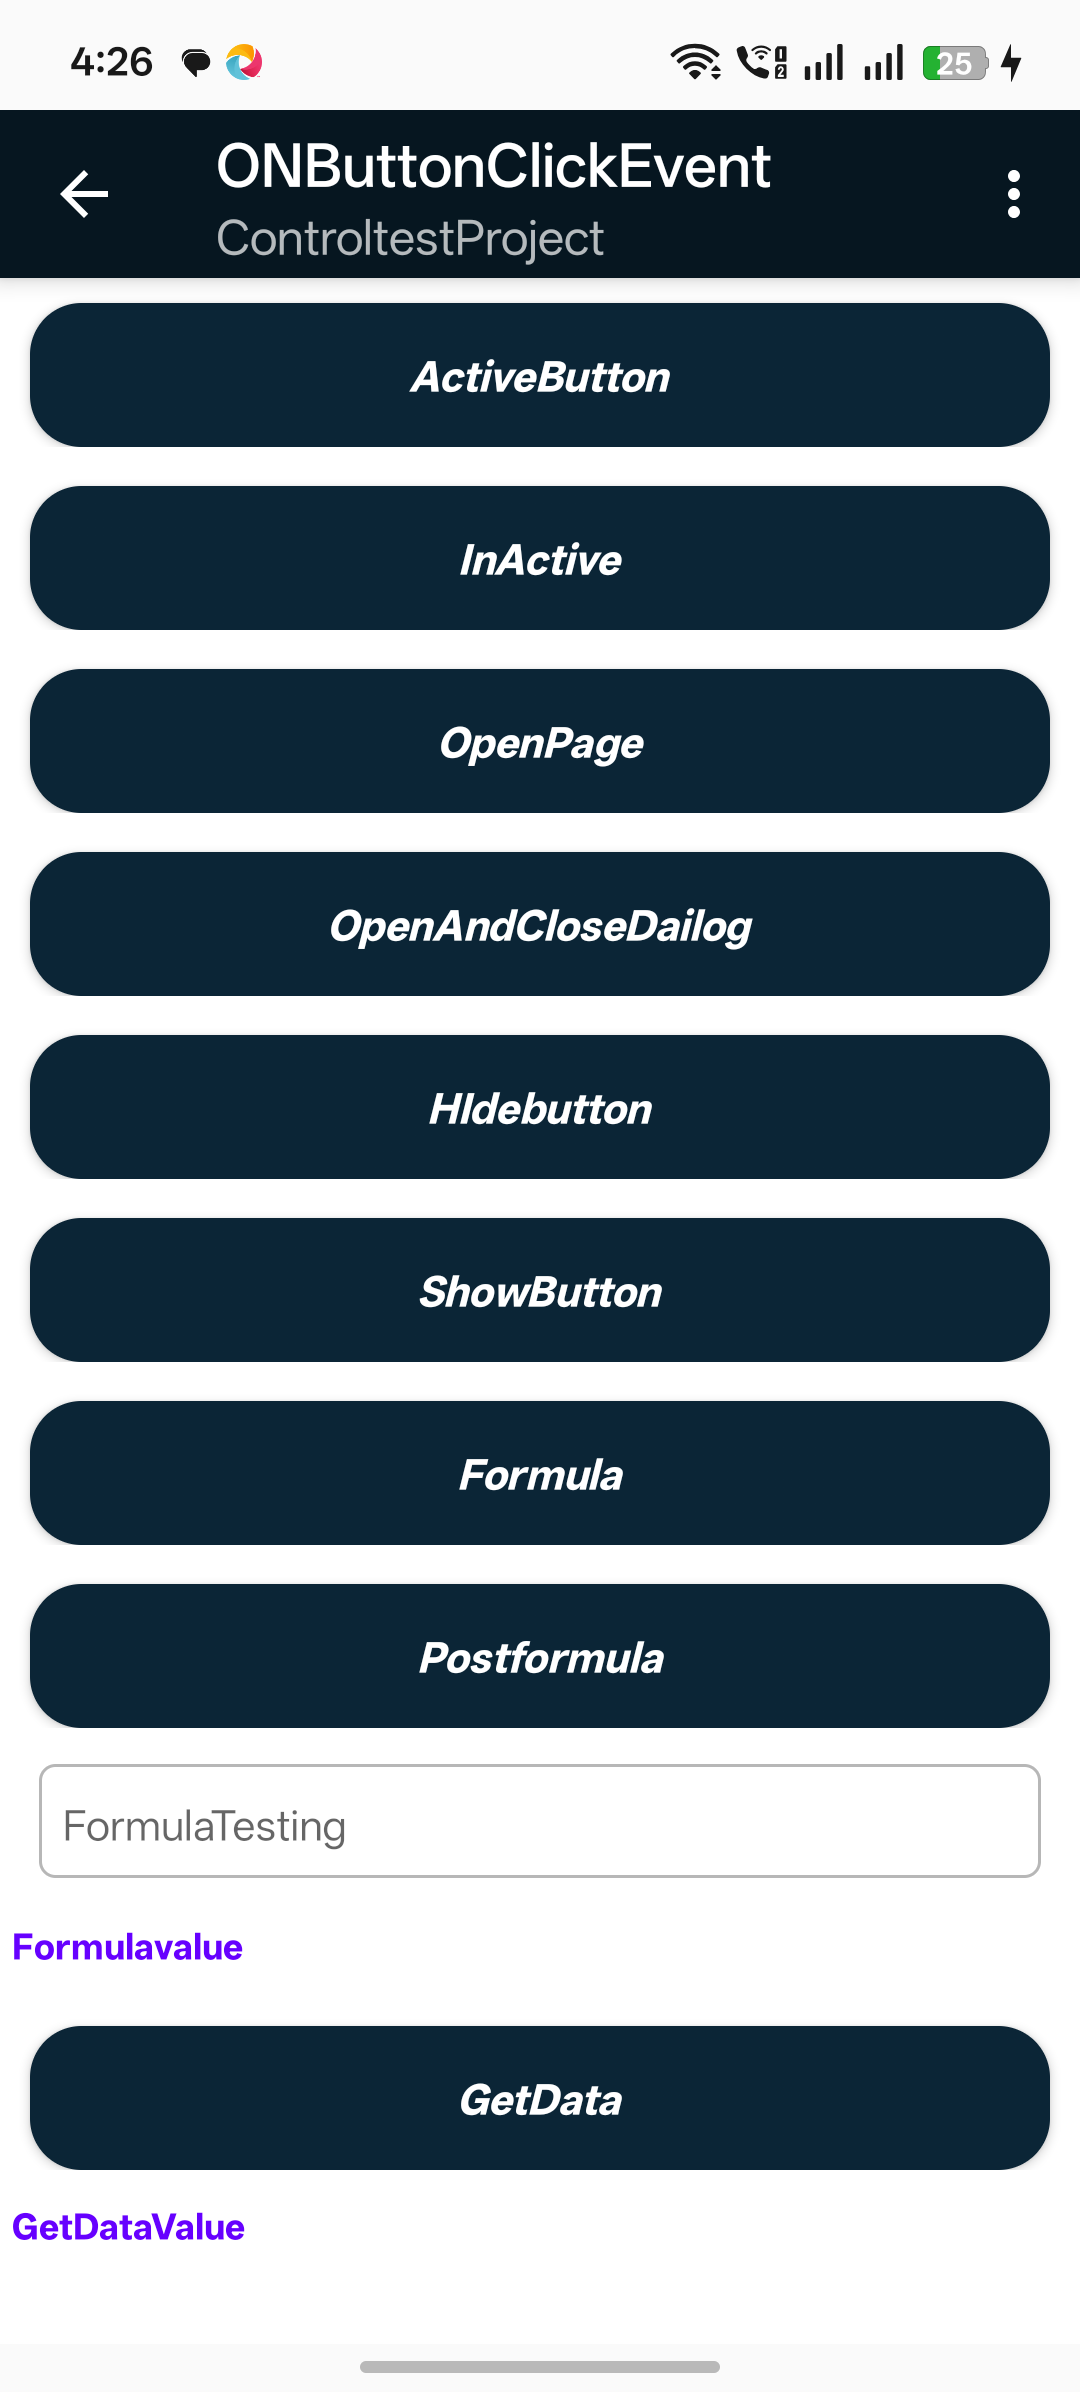 4:26
25
ONButtonClickEvent
ControltestProject
ActiveButton
InActive
OpenPage
OpenAndCloseDailog
HIdebutton
ShowButton
Formula
Postformula
FormulaTesting
Formulavalue
GetData
GetDataValue